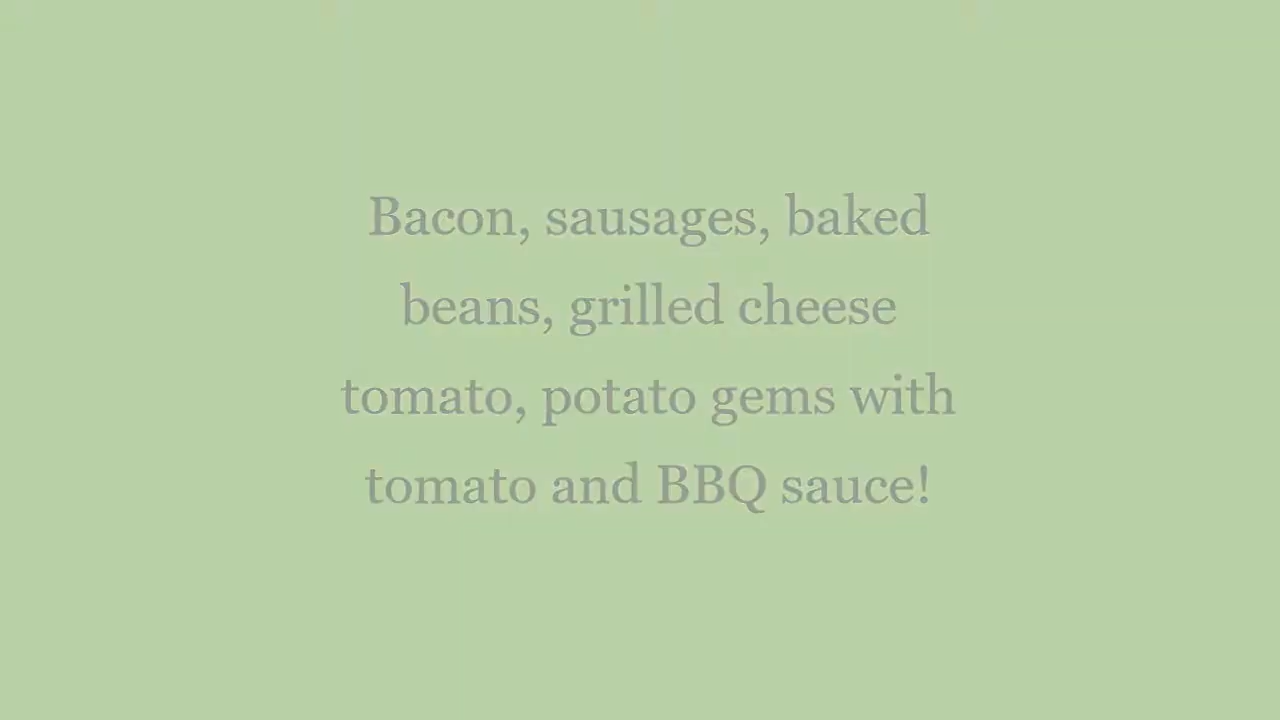 Bacon, sausages, baked
beans, grilled cheese
tomato, potato gems with
tomato and BBQ sauce!